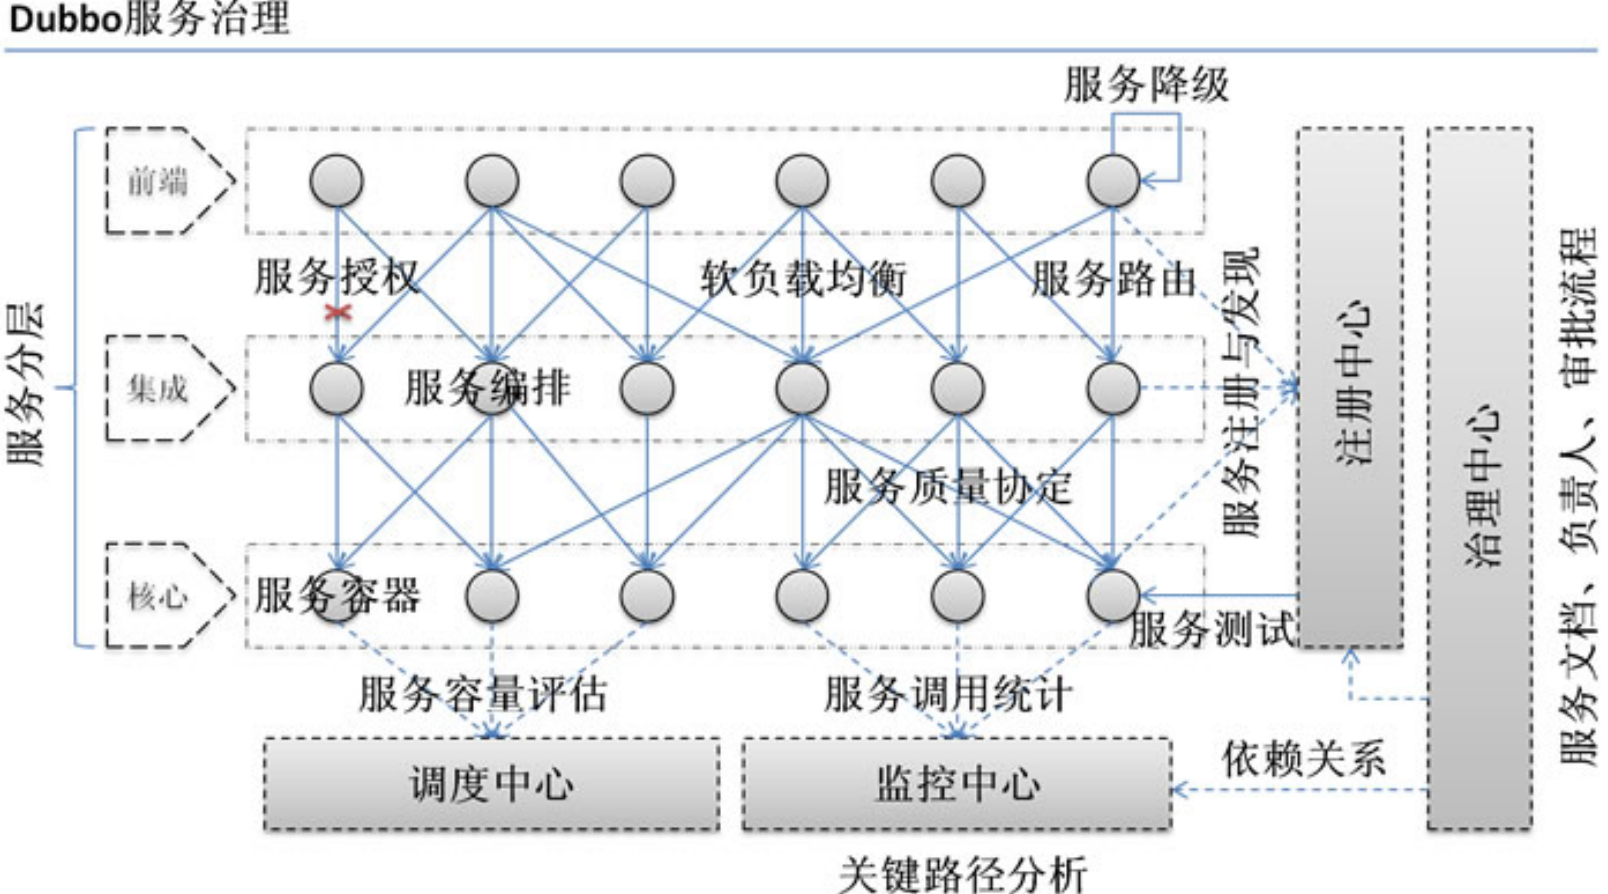 Dubbo服务治理
服务降级
前端
服务授权
软负载均衡
服务路由
服务分层
集成
服务编排
服务注册与发现
注册中心
治理中心
服务文档、负责人、审批流程
服务质量协定
核心
服务容器
服务测试
服务容量评估
服务调用统计
调度中心
监控中心
依赖关系
关键路径分析